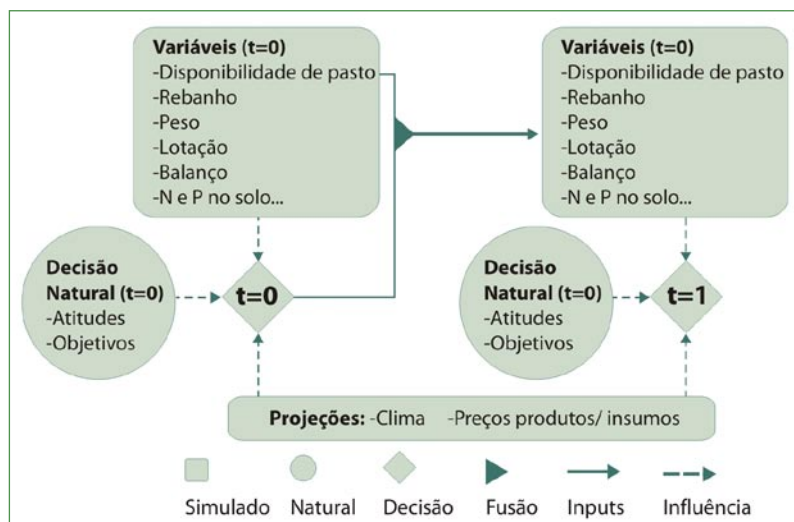 Variáveis (t=0)
-Disponibilidade de pasto
-Rebanho
-Peso
-Lotação
-Balanço
-N e P no solo...
Variáveis (t=0)
-Disponibilidade de pasto
-Rebanho
-Peso
-Lotação
-Balanço
-N e P no solo...
Decisão
Natural (t=0)
-Atitudes
-Objetivos
t=0
Decisão
Natural (t=0)
-Atitudes
-Objetivos
t=1
Projeções: -Clima -Preços produtos/ insumos
Simulado Natural Decisão Fusão Inputs Influência